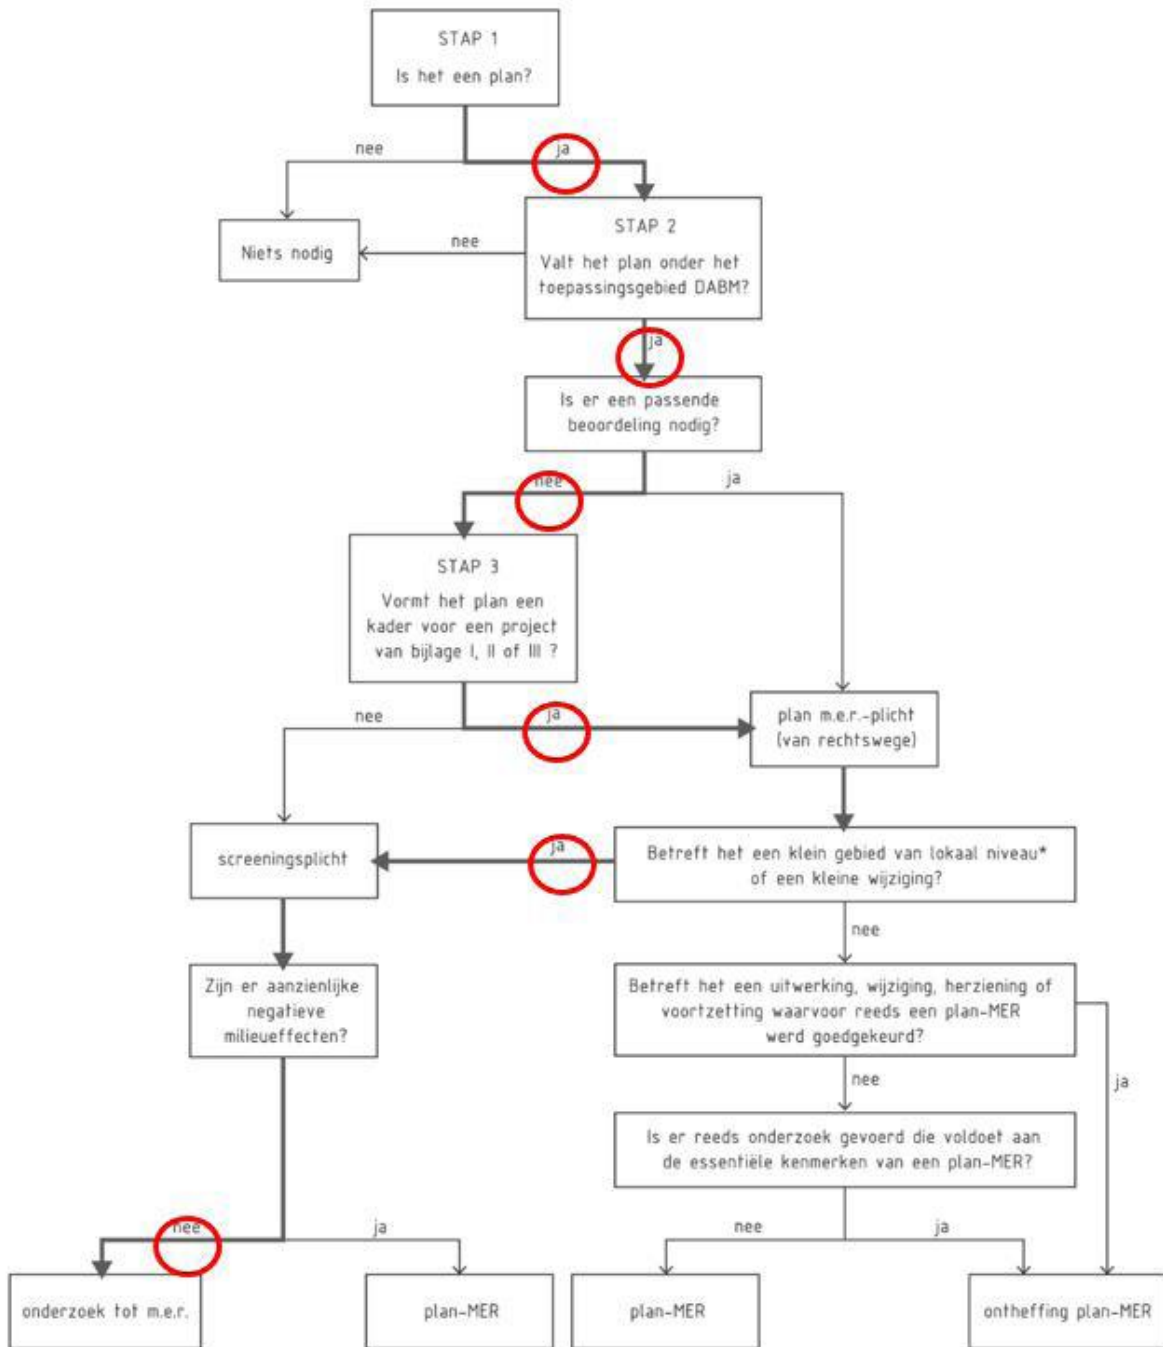 STAP 1
Is het een plan?
nee
ja
STAP 2
Valt het plan onder het
toepassingsgebied DABM?
nee
Niets nodig
ja
Is er een passende
beoordeling nodig?
nee
ja
STAP 3
Vormt het plan een
kader voor een project
van bijlage I, II of III ?
nee
ja
plan m.e.r.-plicht
(van rechtswege)
screeningsplicht
ja
Betreft het een klein gebied van lokaal niveau*
of een kleine wijziging?
nee
Zijn er aanzienlijke
negatieve
milieueffecten?
Betreft het een uitwerking, wijziging, herziening of
voortzetting waarvoor reeds een plan-MER
werd goedgekeurd?
nee
ja
Is er reeds onderzoek gevoerd die voldoet aan
de essentiële kenmerken van een plan-MER?
nee
ja
nee
ja
onderzoek tot m.e.r.
plan-MER
plan-MER
ontheffing plan-MER